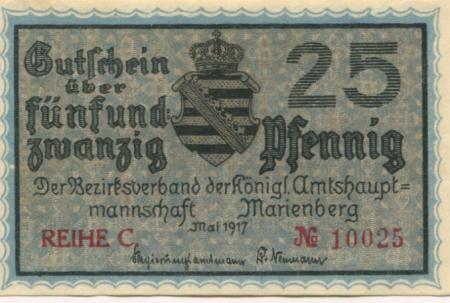 Gutschein
über
fünfund-
zwanzig
25
Pfennig
Der Bezirksverband der Königl. Amtshaupt=
mannschaft Marienberg
Mai 1917
REIHE C
№ 10025